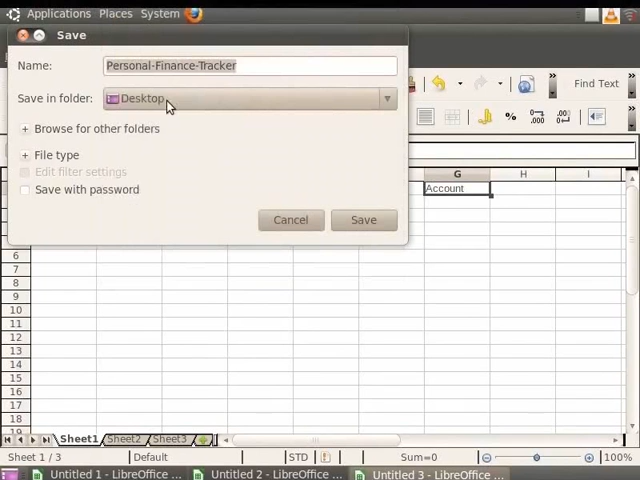 Applications Places System
Save
Name: Personal-Finance-Tracker
Save in folder: Desktop
Browse for other folders
File type
Edit filter settings
Save with password
Cancel Save
Find Text
%
G H I
Account
6
7
8
9
10
11
12
13
14
15
16
17
18
19
Sheet1 Sheet2 Sheet3
Sheet 1 / 3 Default STD Sum=0 100%
Untitled 1 - LibreOffice ... Untitled 2 - LibreOffice ... Untitled 3 - LibreOffice ...